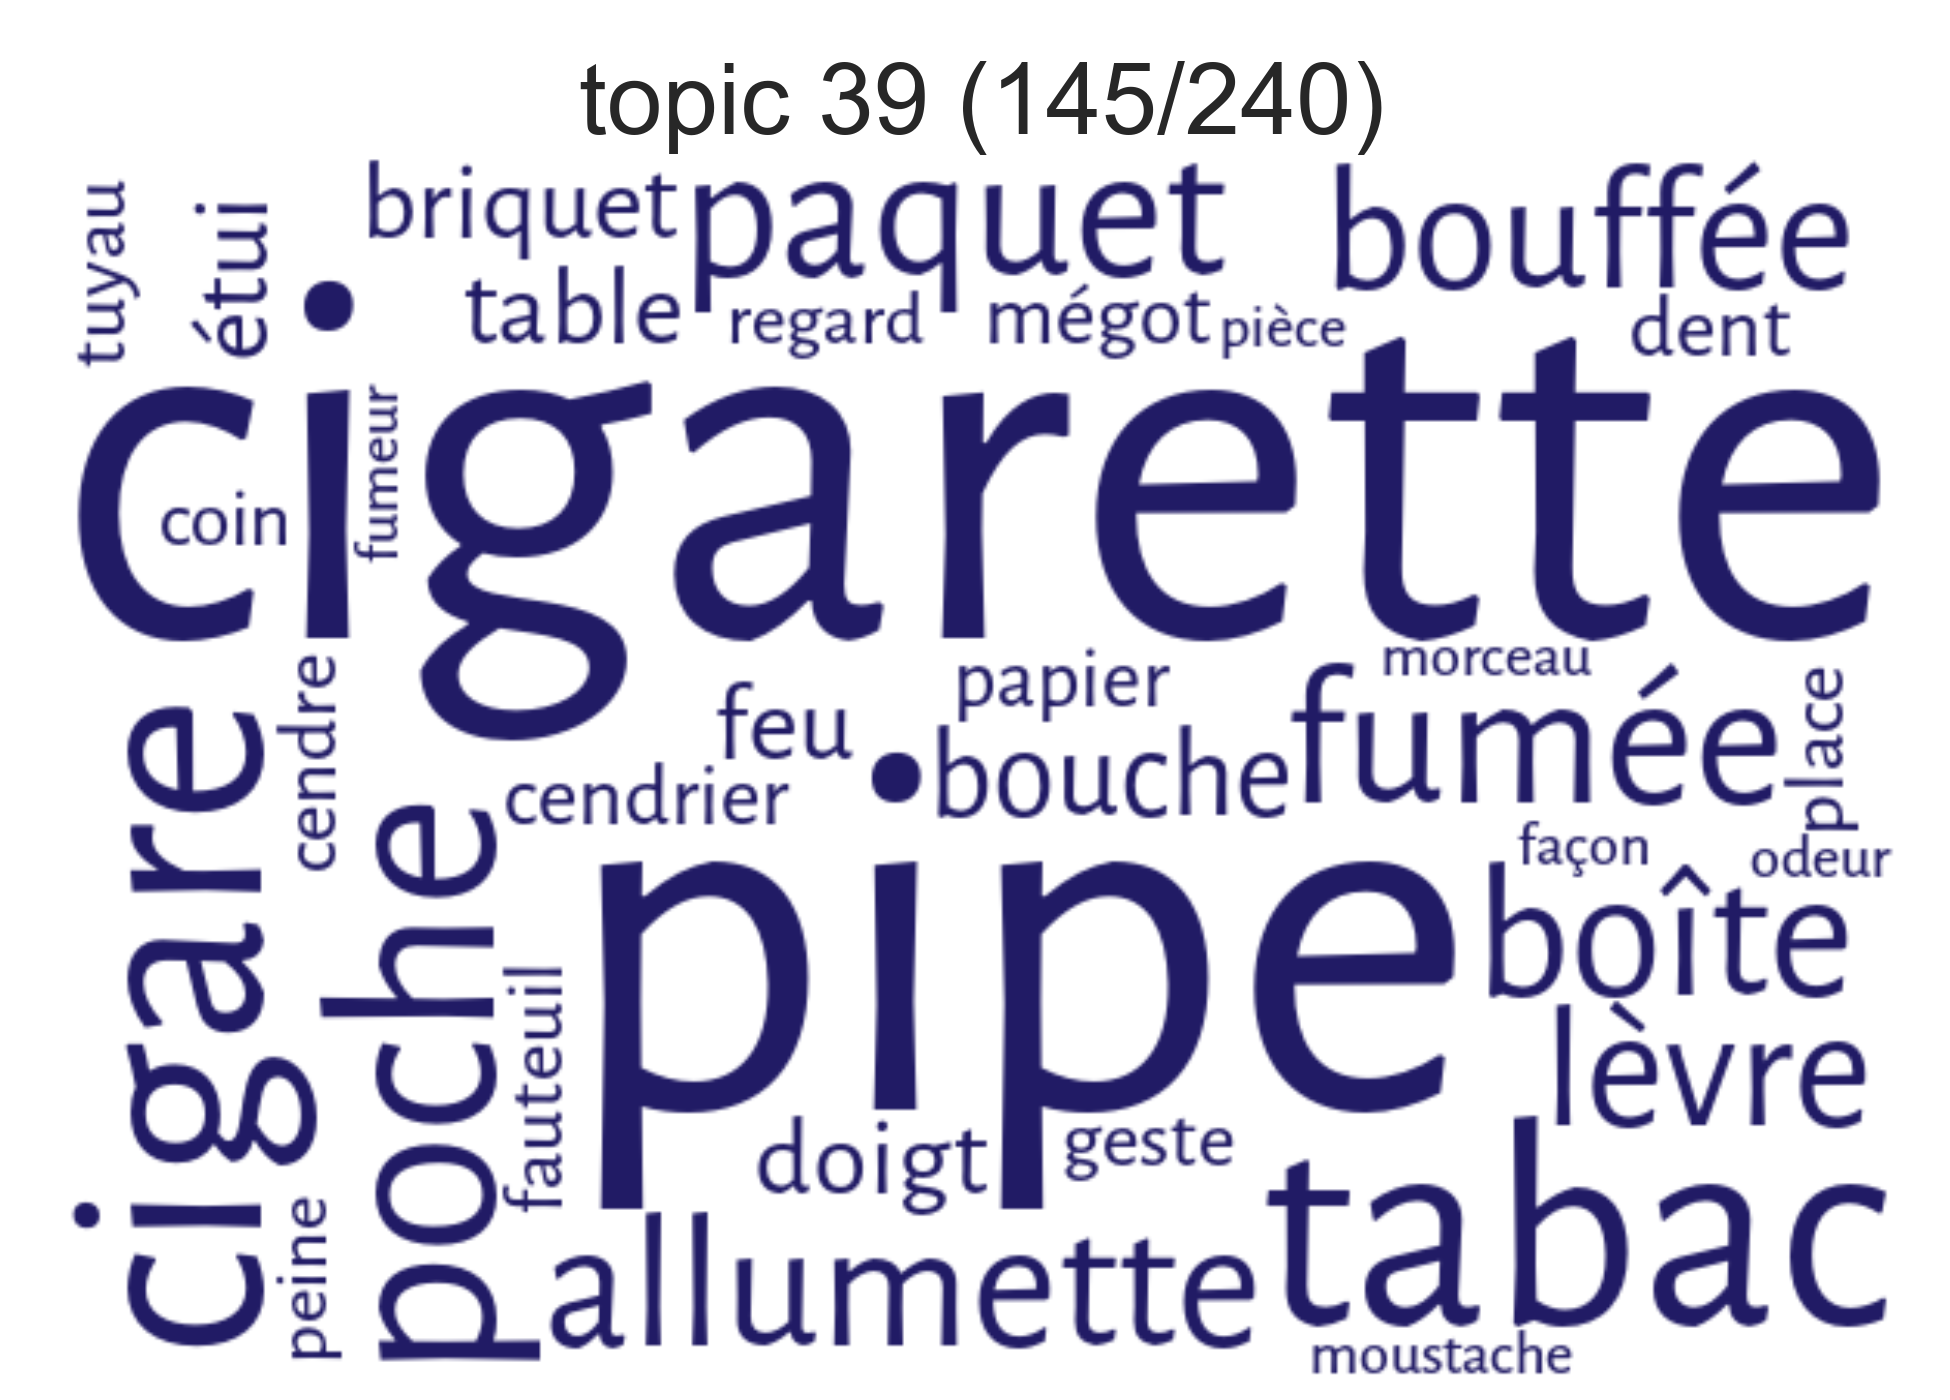 topic 39 (145/240)
tuyau
étui
briquet
paquet
bouffée
table
regard
mégot
pièce
dent
cigarette
coin
fumeur
cigare
cendre
poche
feu
papier
morceau
fumée
place
cendrier
bouche
façon
odeur
pipe
boîte
lèvre
fauteuil
doigt
geste
tabac
peine
allumette
moustache